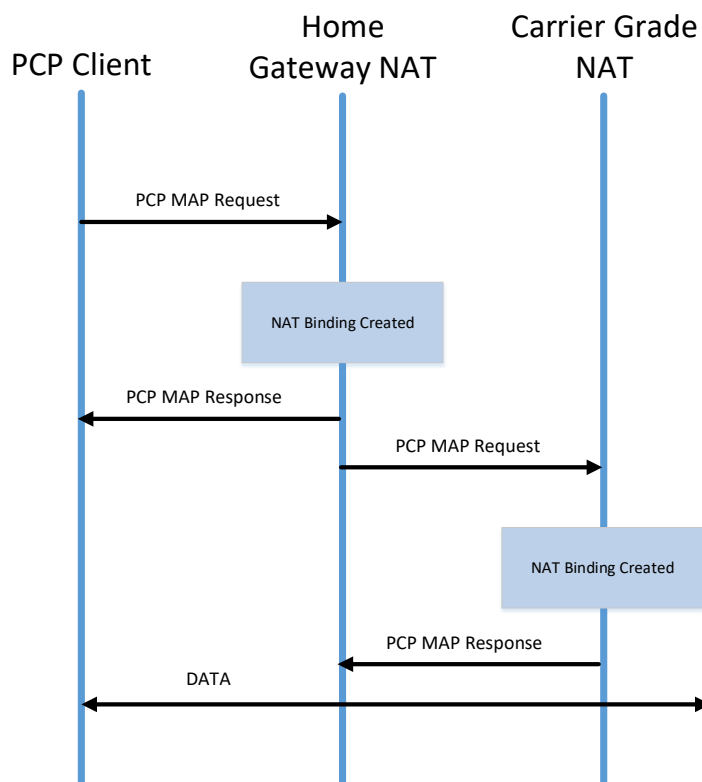 PCP Client
Home
Gateway NAT
Carrier Grade
NAT
PCP MAP Request
NAT Binding Created
PCP MAP Response
PCP MAP Request
NAT Binding Created
PCP MAP Response
DATA